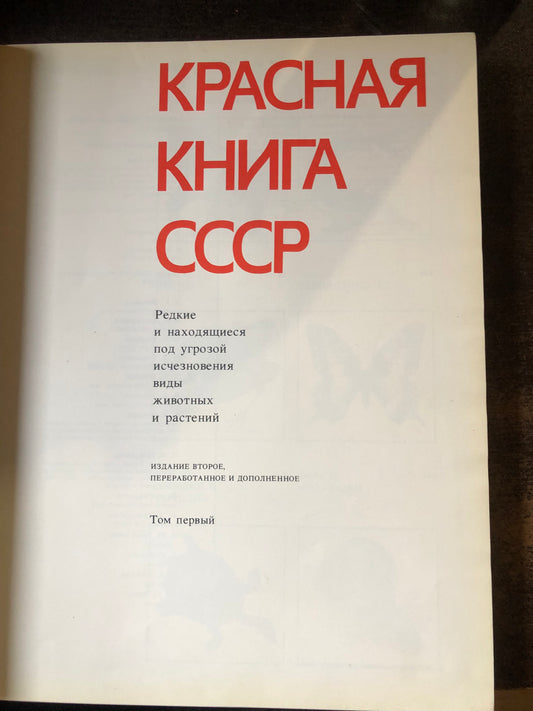 КРАСНАЯ
КНИГА
СССР
Редкие
и находящиеся
под угрозой
исчезновения
виды
животных
и растений
ИЗДАНИЕ ВТОРОЕ,
ПЕРЕРАБОТАННОЕ И ДОПОЛНЕННОЕ
Том первый